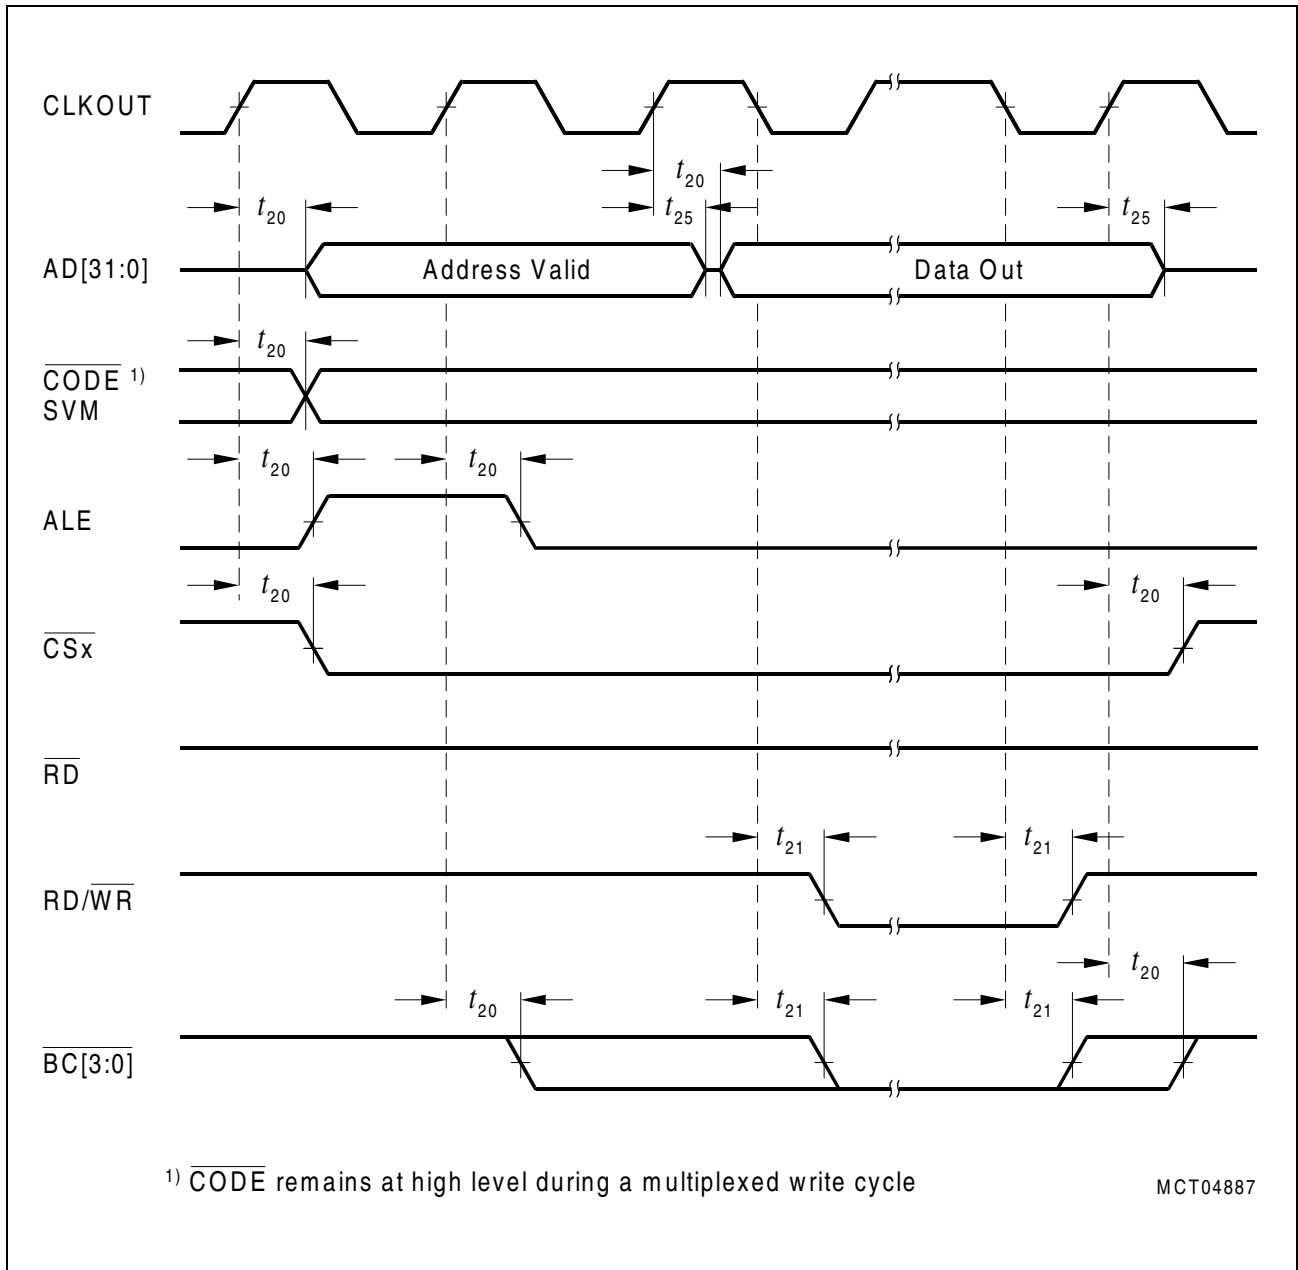 CLKOUT
t20
t20
t25
t25
AD[31:0]
Address Valid
Data Out
t20
CODE 1)
SVM
t20
t20
ALE
t20
t20
CSx
RD
t21
t21
RD/WR
t20
t20
t21
t21
BC[3:0]
1) CODE remains at high level during a multiplexed write cycle
MCT04887